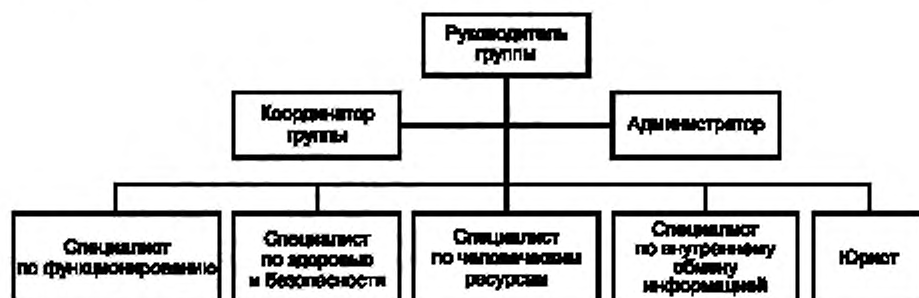 Руководитель
группы
Координатор
группы
Администратор
Специалист
по функционированию
Специалист
по здоровью
и Безопасности
Специалист
по человеческим
ресурсам
Специалист
по внутреннему
обмену
информацией
Юрист